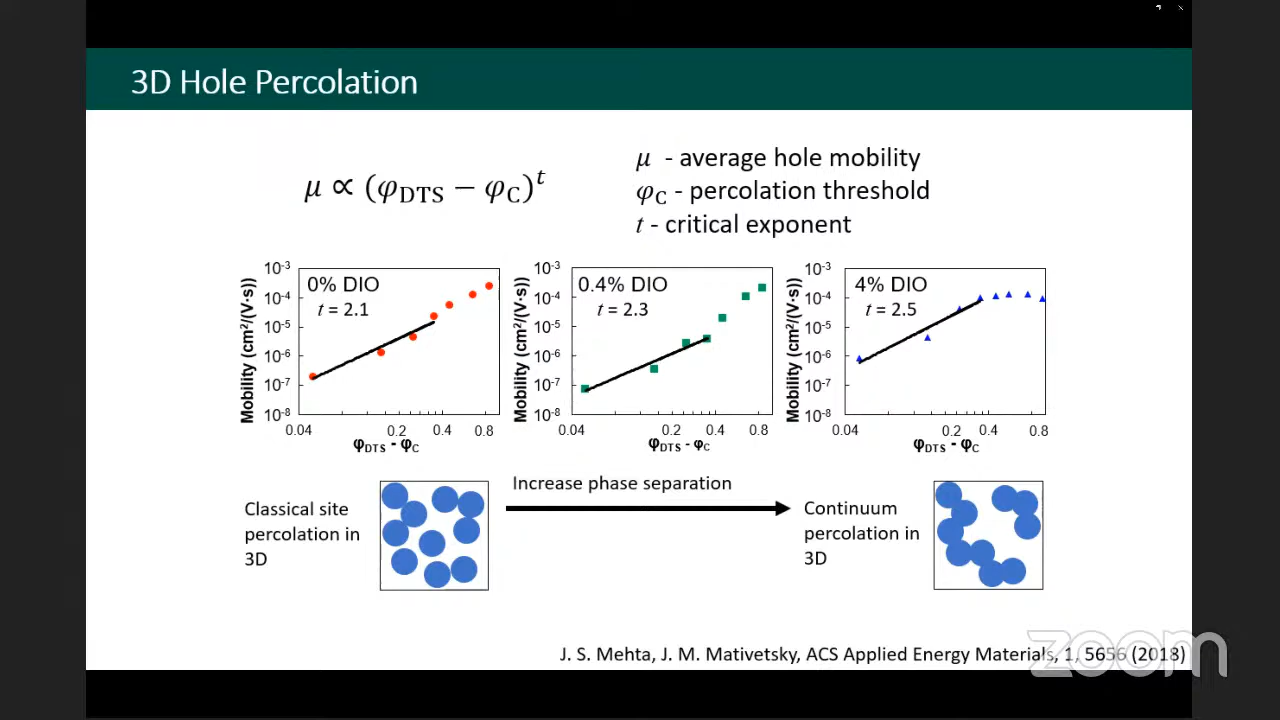 3D Hole Percolation
μ ∝ (φ_DTS − φ_C)^t
μ - average hole mobility
φ_C - percolation threshold
t - critical exponent
Mobility (cm²/(V·s))
10⁻³
10⁻⁴
10⁻⁵
10⁻⁶
10⁻⁷
10⁻⁸
0% DIO
t = 2.1
0.04 0.2 0.4 0.8
φ_DTS - φ_C
Mobility (cm²/(V·s))
10⁻³
10⁻⁴
10⁻⁵
10⁻⁶
10⁻⁷
10⁻⁸
0.4% DIO
t = 2.3
0.04 0.2 0.4 0.8
φ_DTS - φ_C
Mobility (cm²/(V·s))
10⁻³
10⁻⁴
10⁻⁵
10⁻⁶
10⁻⁷
10⁻⁸
4% DIO
t = 2.5
0.04 0.2 0.4 0.8
φ_DTS - φ_C
Classical site
percolation in
3D
Increase phase separation
Continuum
percolation in
3D
J. S. Mehta, J. M. Mativetsky, ACS Applied Energy Materials, 1, 5656 (2018)
zoom